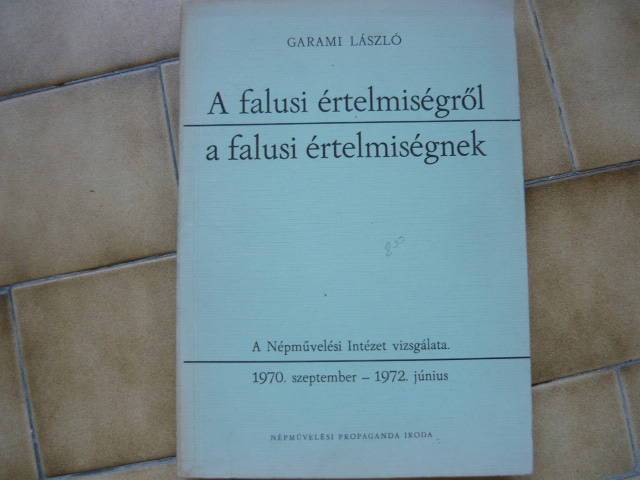 GARAMI LÁSZLÓ
A falusi értelmiségről
a falusi értelmiségnek
A Népművelési Intézet vizsgálata.
1970. szeptember – 1972. június
NÉPMŰVELÉSI PROPAGANDA IRODA